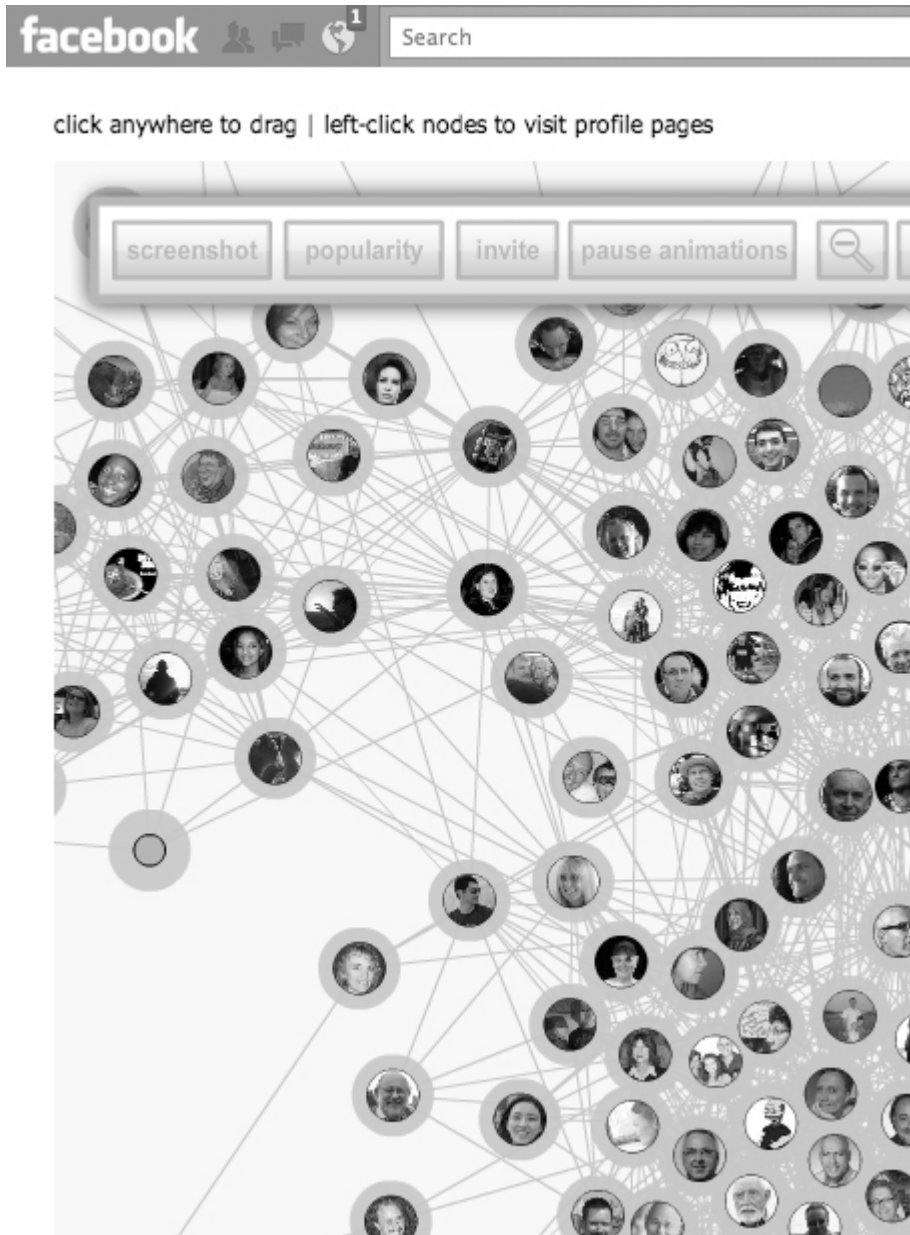 facebook 1 Search
click anywhere to drag | left-click nodes to visit profile pages
screenshot popularity invite pause animations